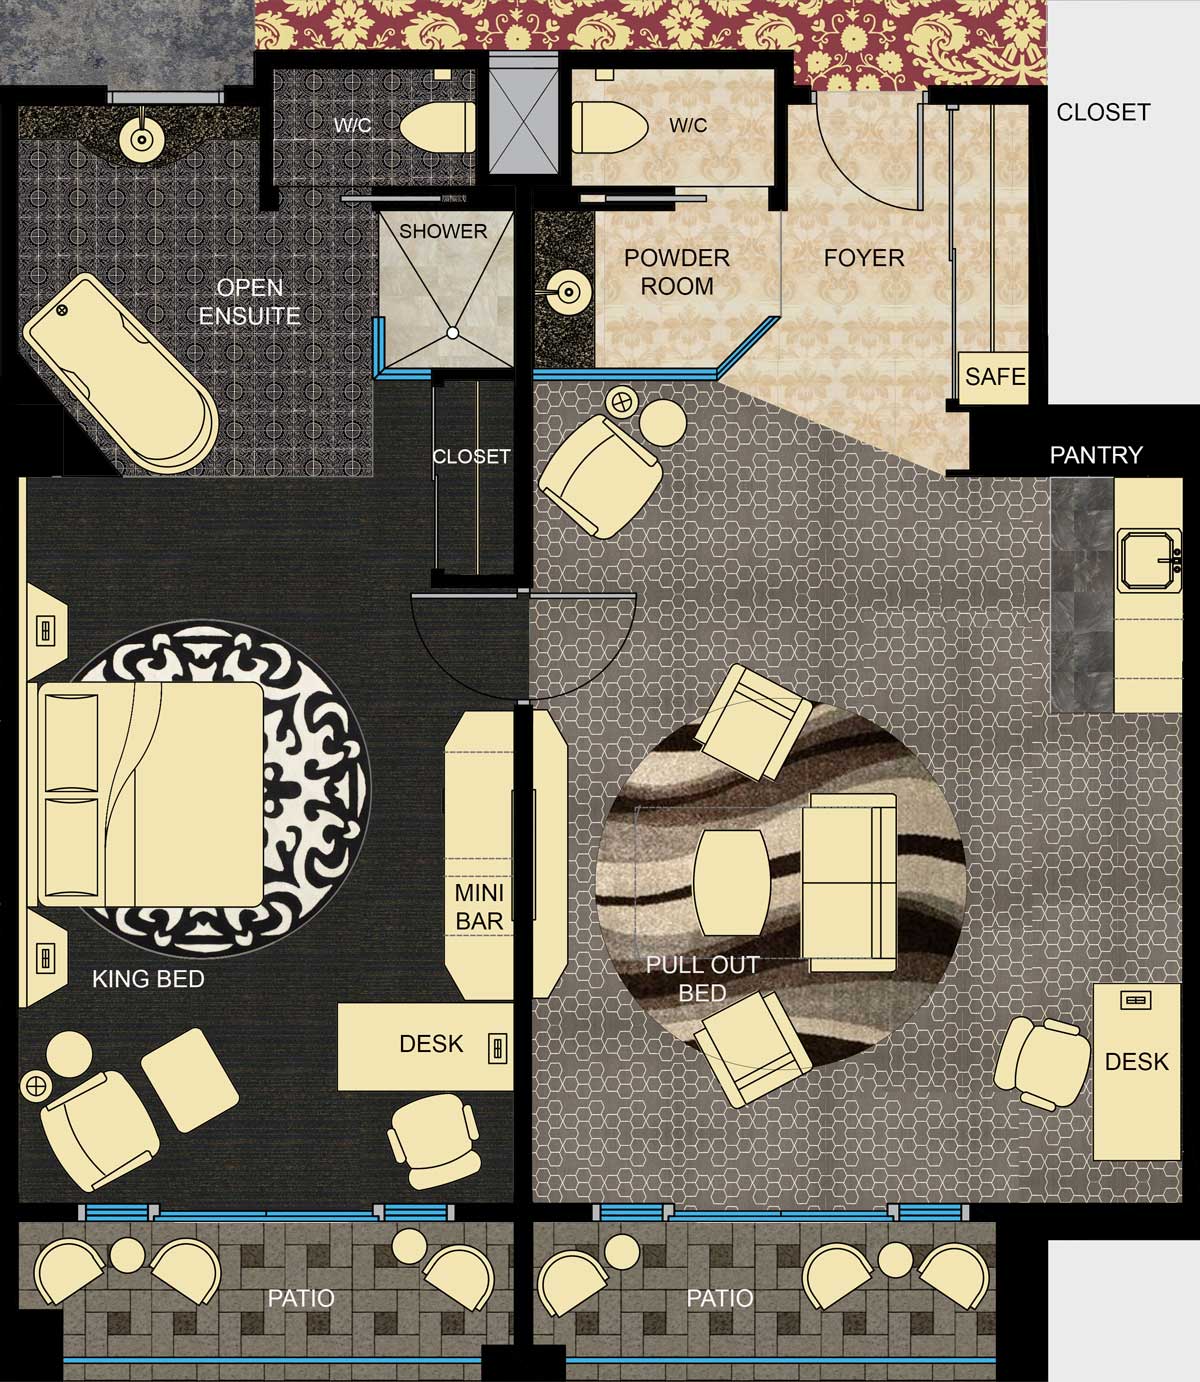 CLOSET
W/C
W/C
SHOWER
POWDER
ROOM
FOYER
OPEN
ENSUITE
SAFE
CLOSET
PANTRY
MINI
BAR
KING BED
PULL OUT
BED
DESK
DESK
PATIO
PATIO